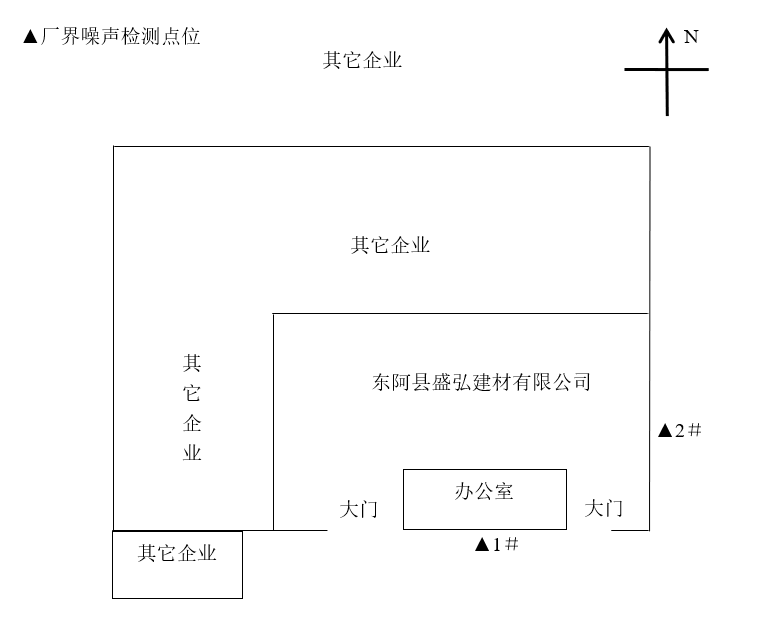 ▲厂界噪声检测点位
N
其它企业
其它企业
其
它
企
业
东阿县盛弘建材有限公司
▲2＃
办公室
大门
大门
▲1＃
其它企业